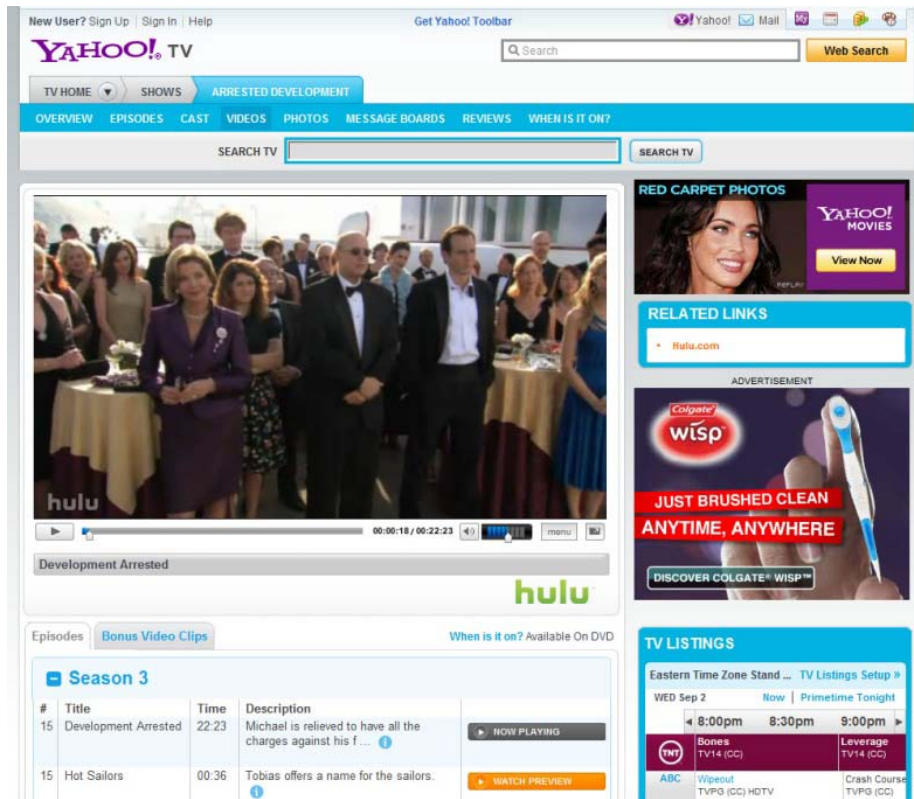 New User? Sign Up Sign In Help
Get Yahoo! Toolbar
Yahoo! Mail
YAHOO! TV
Search
Web Search
TV HOME SHOWS ARRESTED DEVELOPMENT
OVERVIEW EPISODES CAST VIDEOS PHOTOS MESSAGE BOARDS REVIEWS WHEN IS IT ON?
SEARCH TV
SEARCH TV
hulu
00:00:18 / 00:22:23
menu
Development Arrested
hulu
RED CARPET PHOTOS
YAHOO!
MOVIES
View Now
REPLAY
RELATED LINKS
Hulu.com
ADVERTISEMENT
Colgate
wisp
JUST BRUSHED CLEAN
ANYTIME, ANYWHERE
DISCOVER COLGATE® WISP™
Episodes Bonus Video Clips
When is it on? Available On DVD
Season 3
# Title Time Description
15 Development Arrested 22:23 Michael is relieved to have all the
charges against his f ...
NOW PLAYING
15 Hot Sailors 00:36 Tobias offers a name for the sailors.
WATCH PREVIEW
TV LISTINGS
Eastern Time Zone Stand ... TV Listings Setup »
WED Sep 2 Now | Primetime Tonight
8:00pm 8:30pm 9:00pm
TNT
Bones
TV14 (CC)
Leverage
TV14 (CC)
ABC
Wipeout
TVPG (CC) HDTV
Crash Course
TVPG (CC)